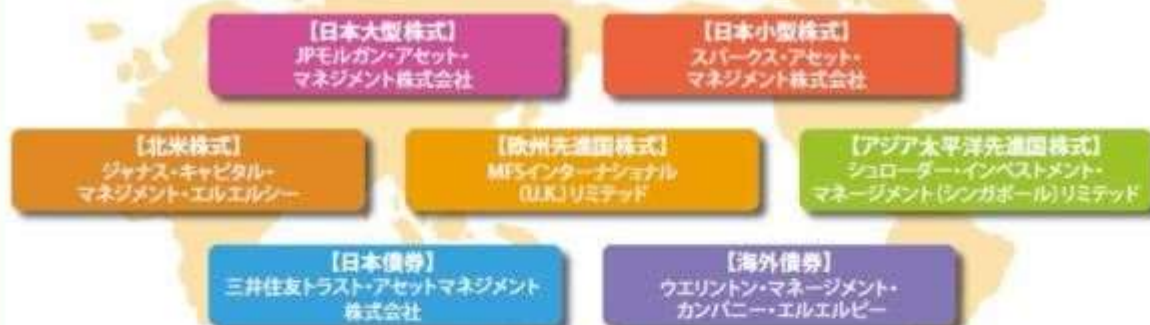 【日本大型株式】
JPモルガン・アセット・
マネジメント株式会社
【日本小型株式】
スパークス・アセット・
マネジメント株式会社
【北米株式】
ジャナス・キャピタル・
マネジメント・エルエルシー
【欧州先進国株式】
MFSインターナショナル
(U.K.)リミテッド
【アジア太平洋先進国株式】
シュローダー・インベストメント・
マネージメント(シンガポール)リミテッド
【日本債券】
三井住友トラスト・アセットマネジメント
株式会社
【海外債券】
ウエリントン・マネージメント・
カンパニー・エルエルピー